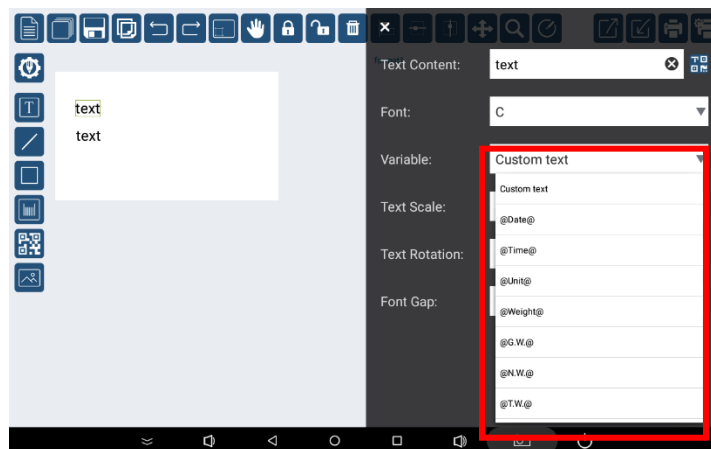 Text Content:
text
Font:
C
Variable:
Custom text
Custom text
@Date@
@Time@
@Unit@
@Weight@
@G.W.@
@N.W.@
@T.W.@
Text Scale:
Text Rotation:
Font Gap:
text
text
T